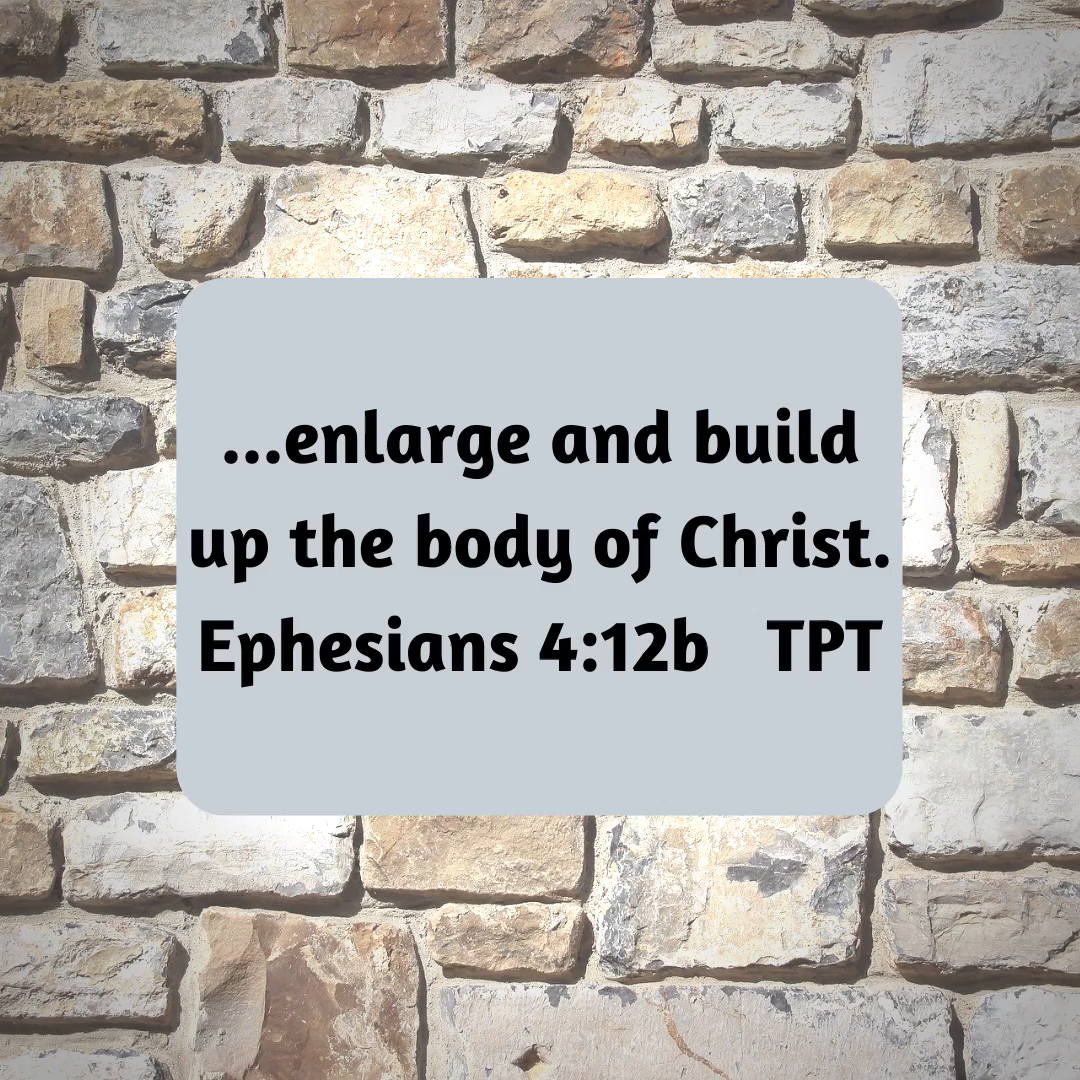 ...enlarge and build
up the body of Christ.
Ephesians 4:12b TPT